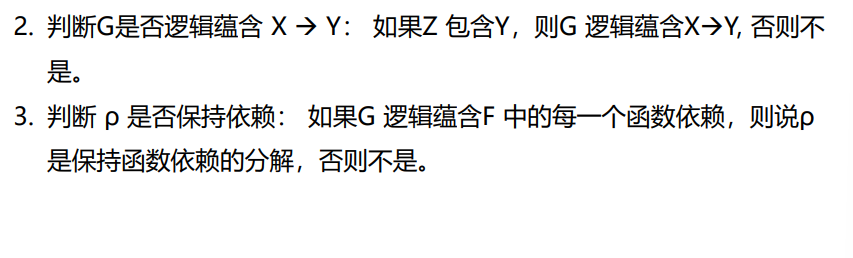 2. 判断G是否逻辑蕴含 X → Y： 如果Z 包含Y，则G 逻辑蕴含X→Y, 否则不
是。
3. 判断 ρ 是否保持依赖： 如果G 逻辑蕴含F 中的每一个函数依赖，则说ρ
是保持函数依赖的分解，否则不是。